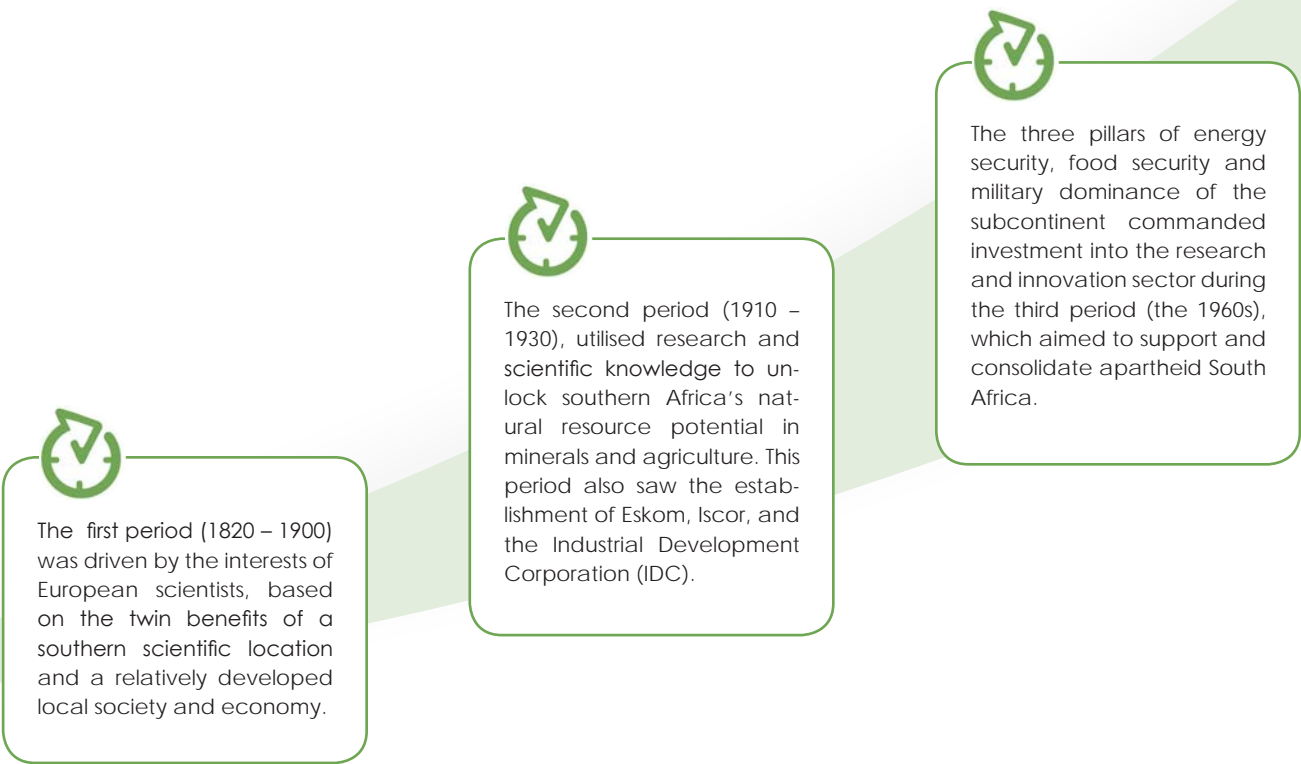 The first period (1820 – 1900)
was driven by the interests of
European scientists, based
on the twin benefits of a
southern scientific location
and a relatively developed
local society and economy.
The second period (1910 –
1930), utilised research and
scientific knowledge to un-
lock southern Africa's nat-
ural resource potential in
minerals and agriculture. This
period also saw the estab-
lishment of Eskom, Iscor, and
the Industrial Development
Corporation (IDC).
The three pillars of energy
security, food security and
military dominance of the
subcontinent commanded
investment into the research
and innovation sector during
the third period (the 1960s),
which aimed to support and
consolidate apartheid South
Africa.